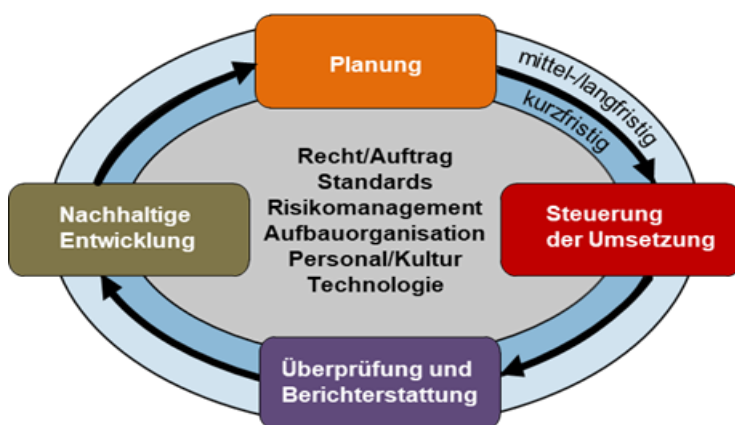 Planung
mittel-/langfristig
kurzfristig
Recht/Auftrag
Standards
Risikomanagement
Aufbauorganisation
Personal/Kultur
Technologie
Nachhaltige
Entwicklung
Steuerung
der Umsetzung
Überprüfung und
Berichterstattung